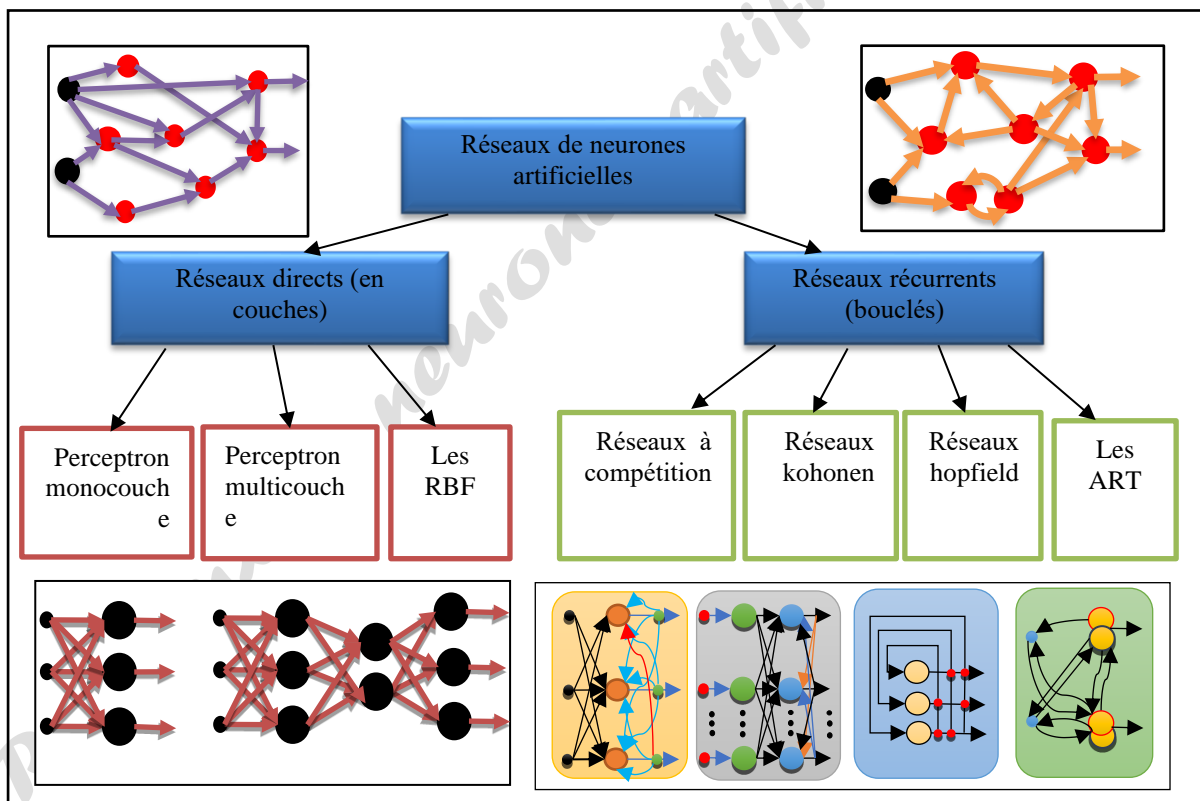 Réseaux de neurones
artificielles
Réseaux directs (en
couches)
Réseaux récurrents
(bouclés)
Perceptron
monocouch
e
Perceptron
multicouch
e
Les
RBF
Réseaux à
compétition
Réseaux
kohonen
Réseaux
hopfield
Les
ART